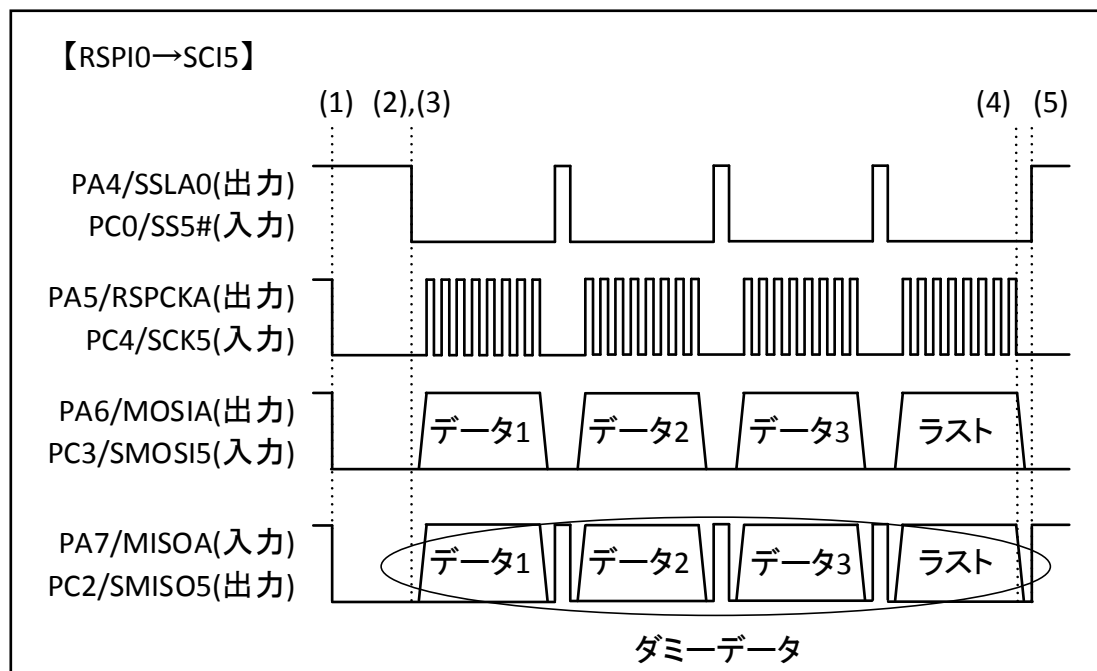 【RSPI0→SCI5】
(1) (2),(3) (4) (5)
PA4/SSLA0(出力)
PC0/SS5#(入力)
PA5/RSPCKA(出力)
PC4/SCK5(入力)
PA6/MOSIA(出力)
PC3/SMOSI5(入力)
データ1 データ2 データ3 ラスト
PA7/MISOA(入力)
PC2/SMISO5(出力)
データ1 データ2 データ3 ラスト
ダミーデータ